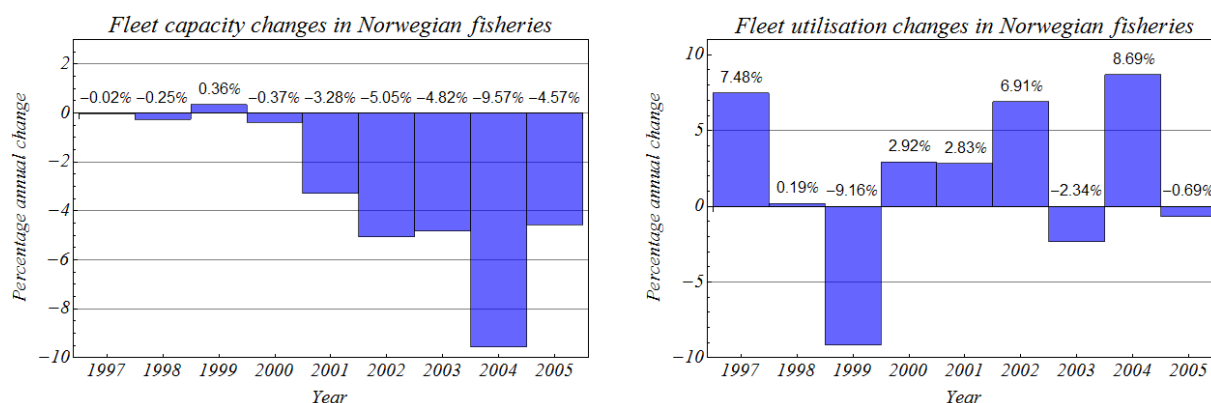 Fleet capacity changes in Norwegian fisheries
2
0
−2
−4
−6
−8
−10
Percentage annual change
−0.02% −0.25% 0.36% −0.37% −3.28% −5.05% −4.82% −9.57% −4.57%
1997 1998 1999 2000 2001 2002 2003 2004 2005
Year
Fleet utilisation changes in Norwegian fisheries
10
5
0
−5
−10
Percentage annual change
7.48% 0.19% −9.16% 2.92% 2.83% 6.91% −2.34% 8.69% −0.69%
1997 1998 1999 2000 2001 2002 2003 2004 2005
Year